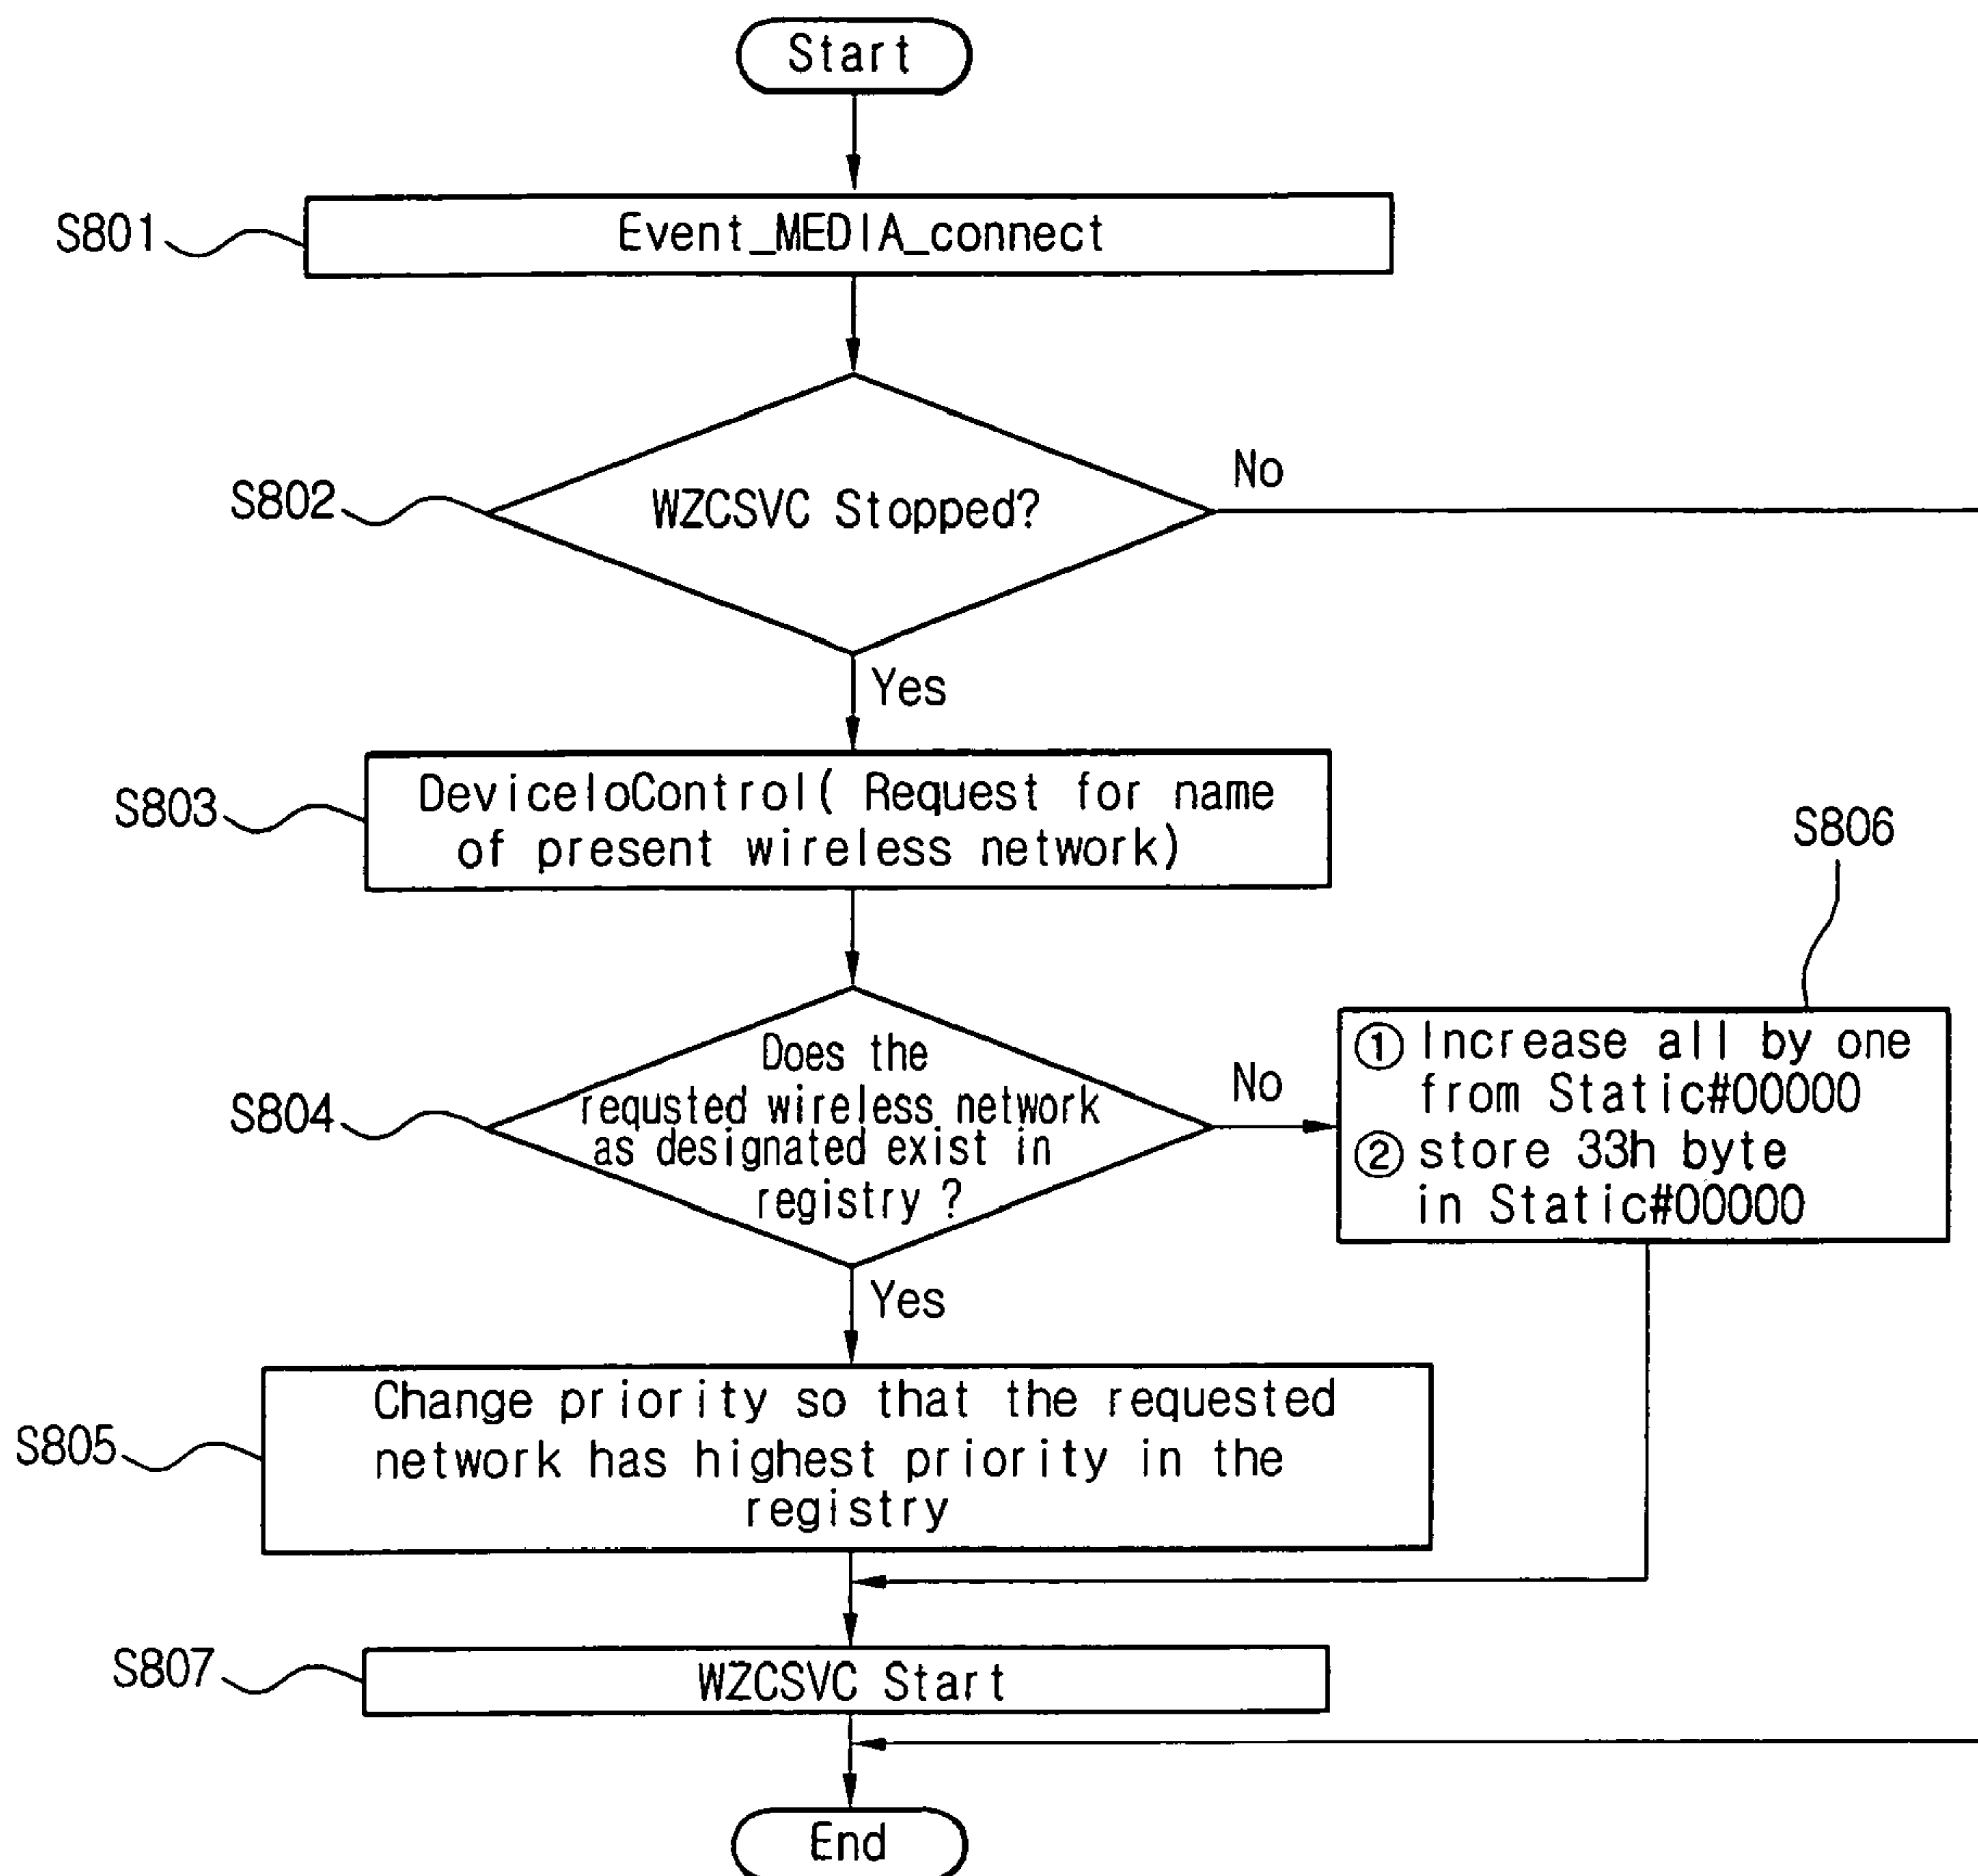 Start
S801
Event_MEDIA_connect
S802
WZCSVC Stopped?
No
Yes
S803
DeviceIoControl( Request for name
of present wireless network)
S806
S804
Does the
requsted wireless network
as designated exist in
registry ?
No
① Increase all by one
from Static#00000
② store 33h byte
in Static#00000
Yes
S805
Change priority so that the requested
network has highest priority in the
registry
S807
WZCSVC Start
End